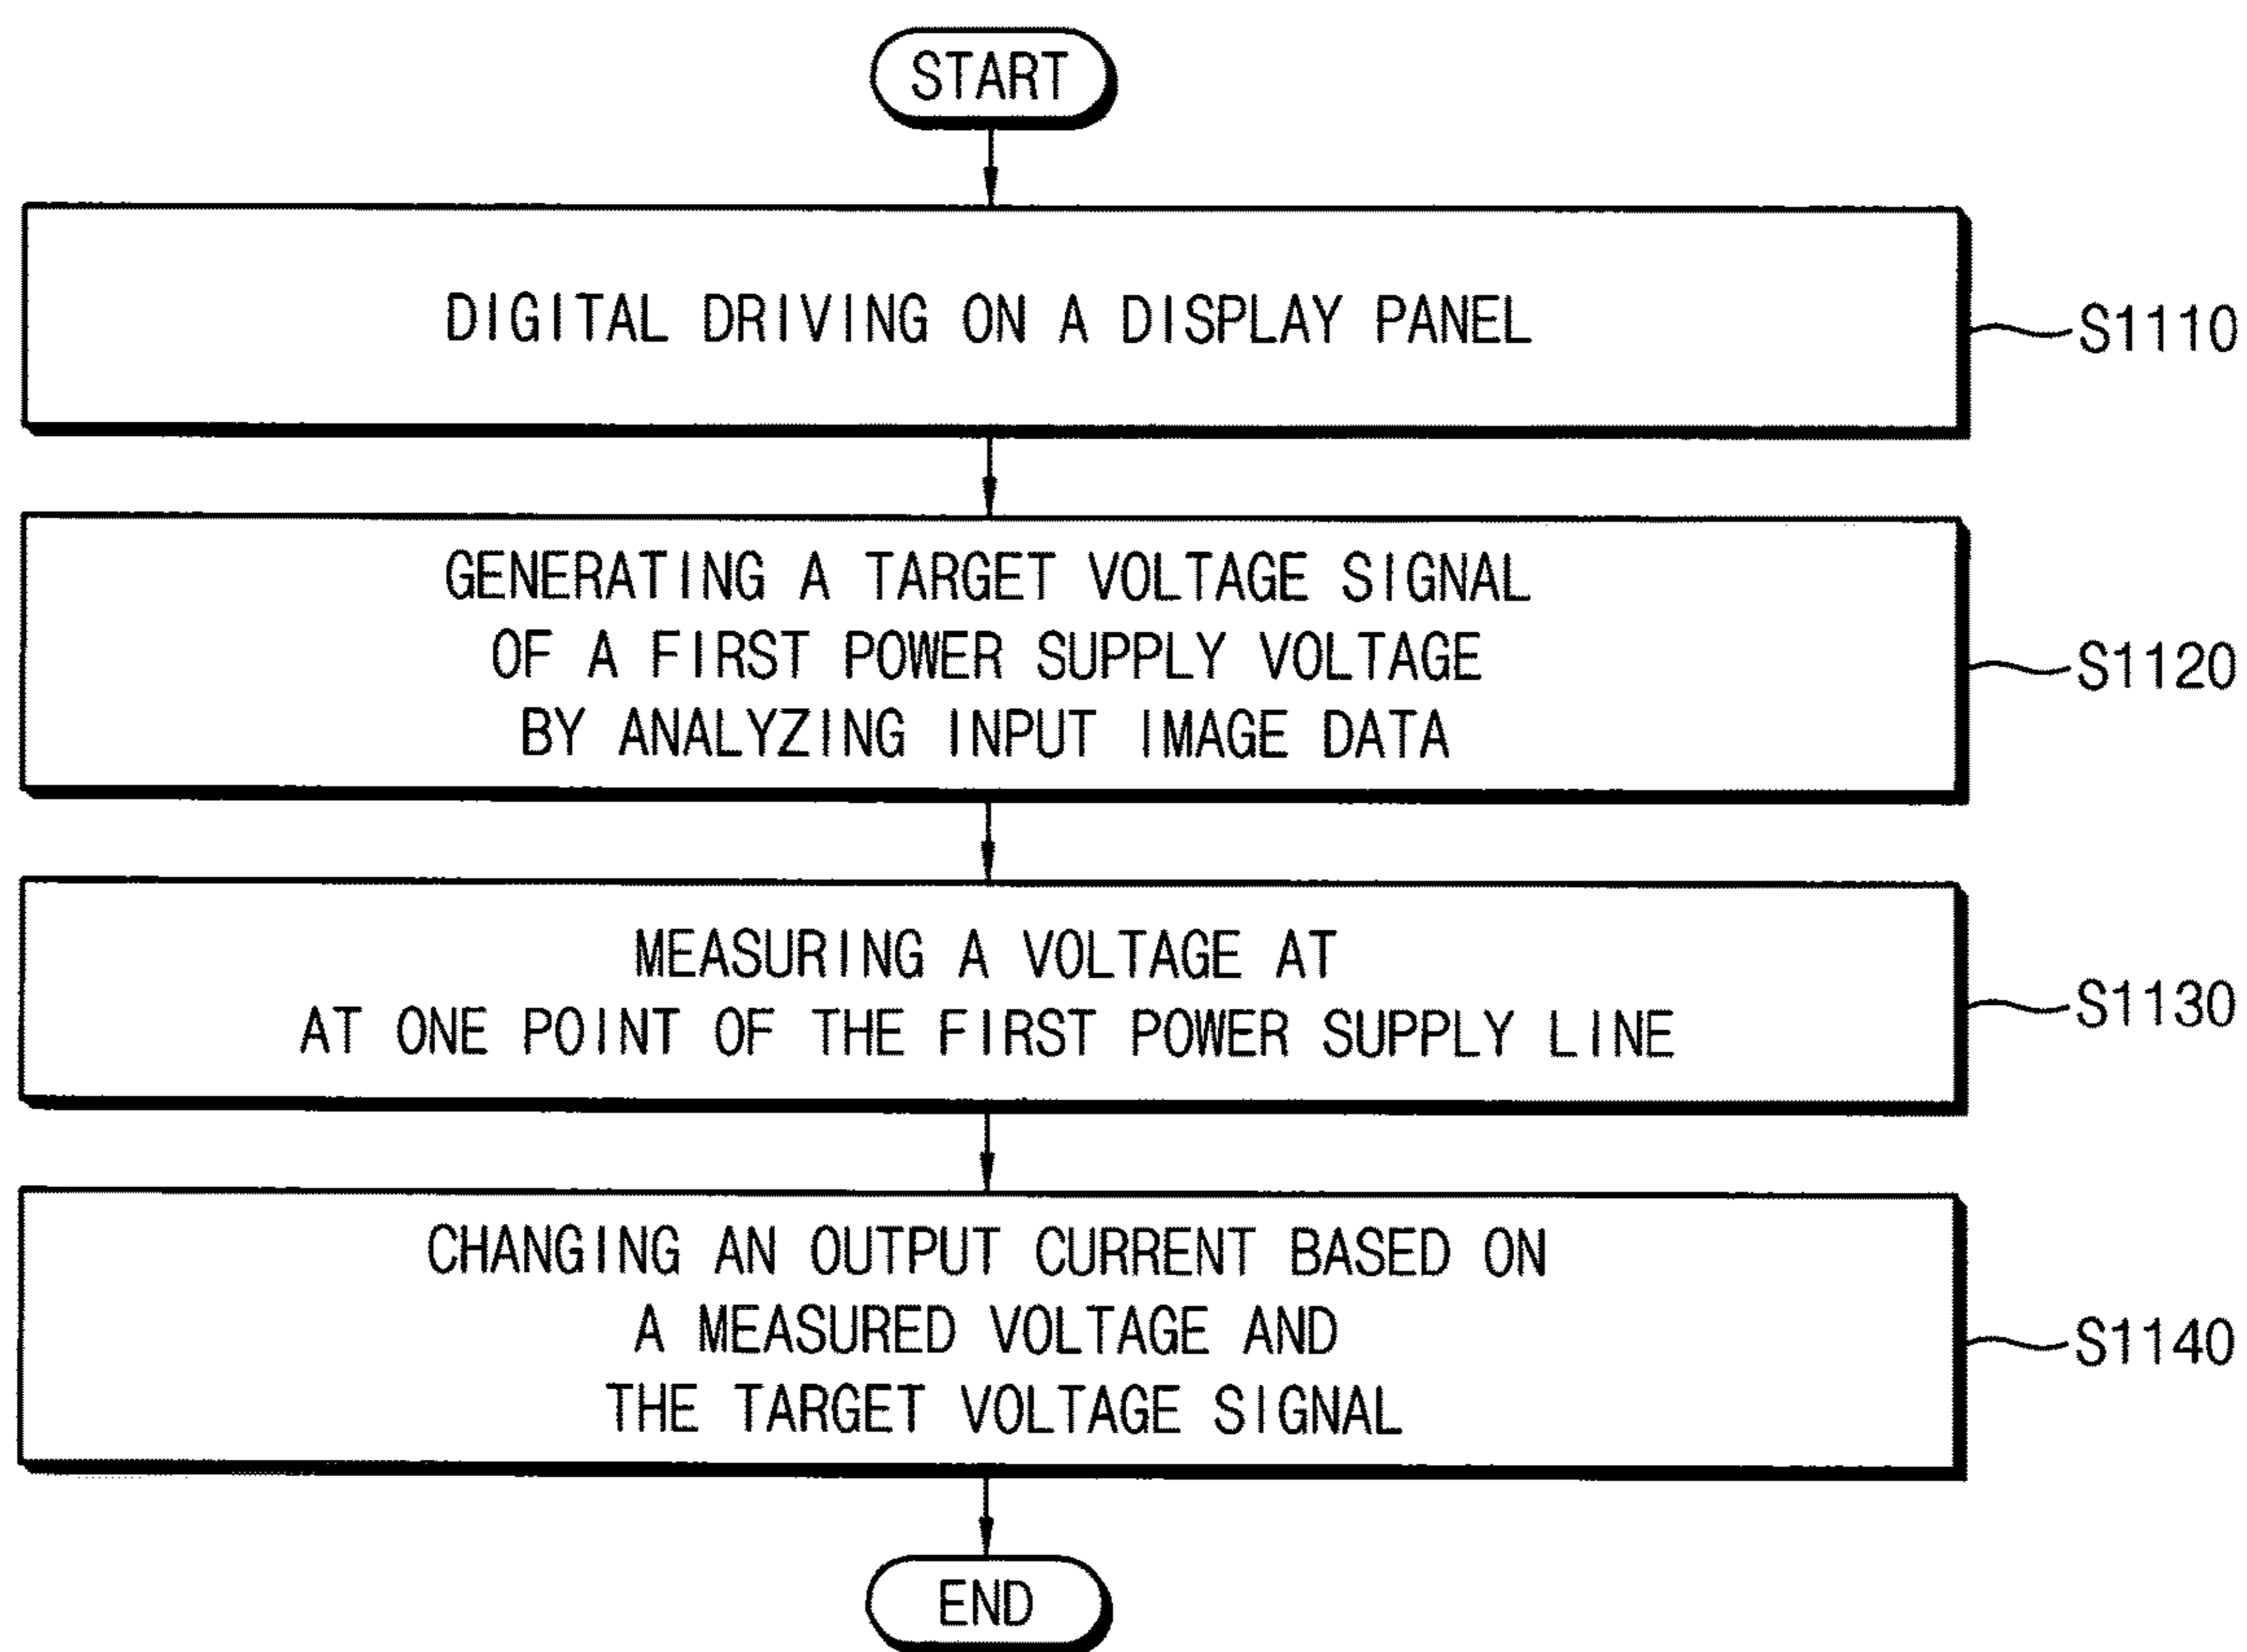 START
DIGITAL DRIVING ON A DISPLAY PANEL
S1110
GENERATING A TARGET VOLTAGE SIGNAL
OF A FIRST POWER SUPPLY VOLTAGE
BY ANALYZING INPUT IMAGE DATA
S1120
MEASURING A VOLTAGE AT
AT ONE POINT OF THE FIRST POWER SUPPLY LINE
S1130
CHANGING AN OUTPUT CURRENT BASED ON
A MEASURED VOLTAGE AND
THE TARGET VOLTAGE SIGNAL
S1140
END